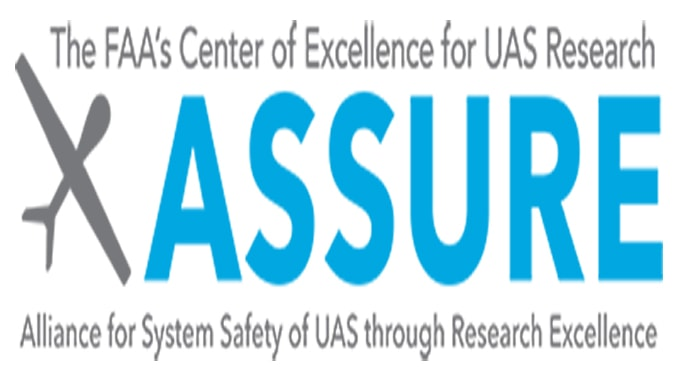 The FAA's Center of Excellence for UAS Research
ASSURE
Alliance for System Safety of UAS through Research Excellence